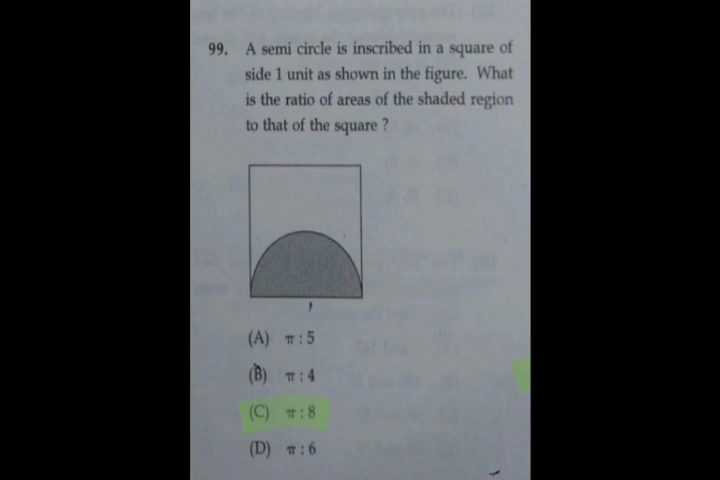 99. A semi circle is inscribed in a square of
side 1 unit as shown in the figure. What
is the ratio of areas of the shaded region
to that of the square ?
(A) π : 5
(B) π : 4
(C) π : 8
(D) π : 6